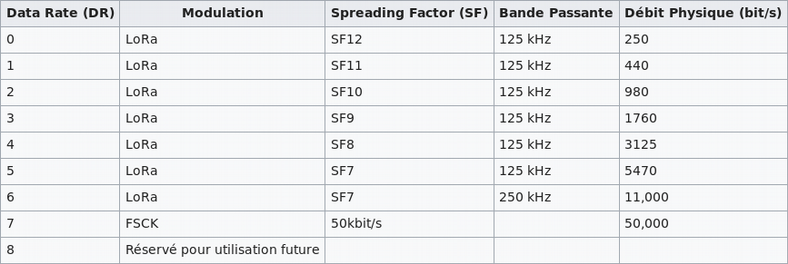 Data Rate (DR) Modulation Spreading Factor (SF) Bande Passante Débit Physique (bit/s)
0 LoRa SF12 125 kHz 250
1 LoRa SF11 125 kHz 440
2 LoRa SF10 125 kHz 980
3 LoRa SF9 125 kHz 1760
4 LoRa SF8 125 kHz 3125
5 LoRa SF7 125 kHz 5470
6 LoRa SF7 250 kHz 11,000
7 FSCK 50kbit/s 50,000
8 Réservé pour utilisation future